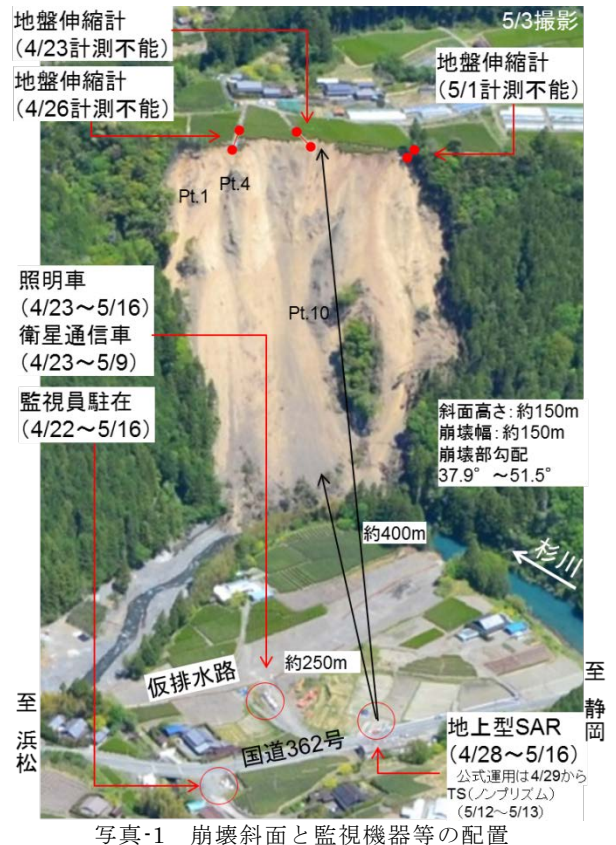 地盤伸縮計
(4/23計測不能)
5/3撮影
地盤伸縮計
(4/26計測不能)
地盤伸縮計
(5/1計測不能)
Pt.1
Pt.4
Pt.10
照明車
(4/23～5/16)
衛星通信車
(4/23～5/9)
監視員駐在
(4/22～5/16)
斜面高さ:約150m
崩壊幅:約150m
崩壊部勾配
37.9°～51.5°
約400m
杉川
約250m
仮排水路
至浜松
国道362号
至静岡
地上型SAR
(4/28～5/16)
公式運用は4/29から
TS(ノンプリズム)
(5/12～5/13)
写真-1 崩壊斜面と監視機器等の配置